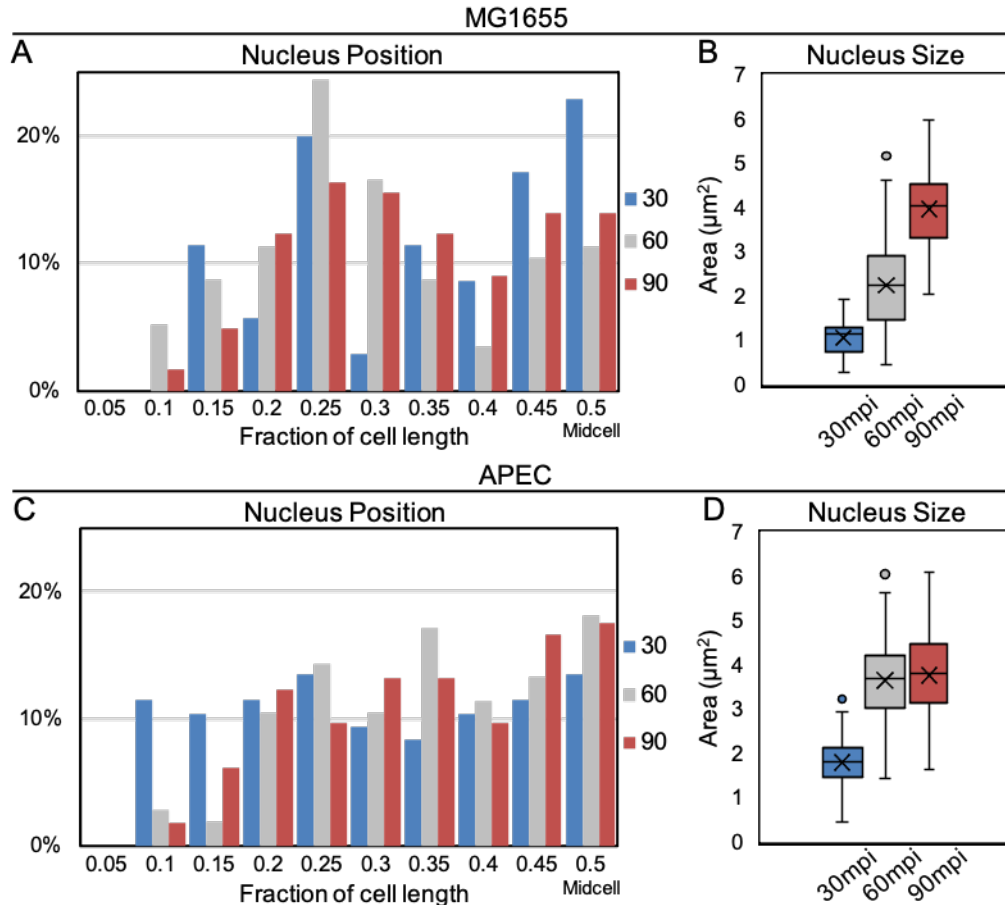 MG1655
A
Nucleus Position
20%
10%
0%
0.05 0.1 0.15 0.2 0.25 0.3 0.35 0.4 0.45 0.5
Fraction of cell length
Midcell
30
60
90
B
Nucleus Size
Area (μm²)
7
6
5
4
3
2
1
0
30mpi
60mpi
90mpi
APEC
C
Nucleus Position
20%
10%
0%
0.05 0.1 0.15 0.2 0.25 0.3 0.35 0.4 0.45 0.5
Fraction of cell length
Midcell
30
60
90
D
Nucleus Size
Area (μm²)
7
6
5
4
3
2
1
0
30mpi
60mpi
90mpi